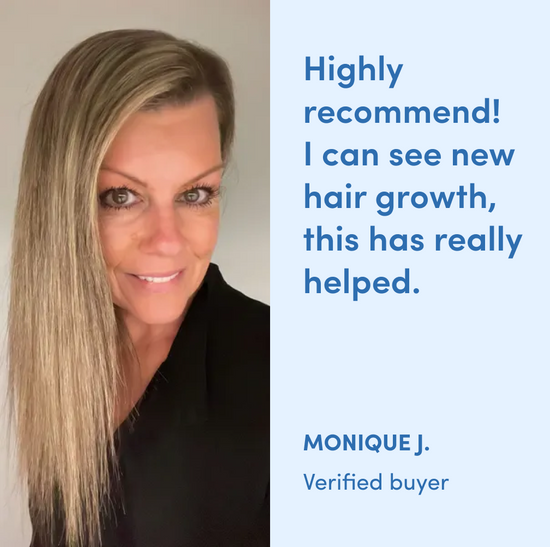 Highly
recommend!
I can see new
hair growth,
this has really
helped.
MONIQUE J.
Verified buyer